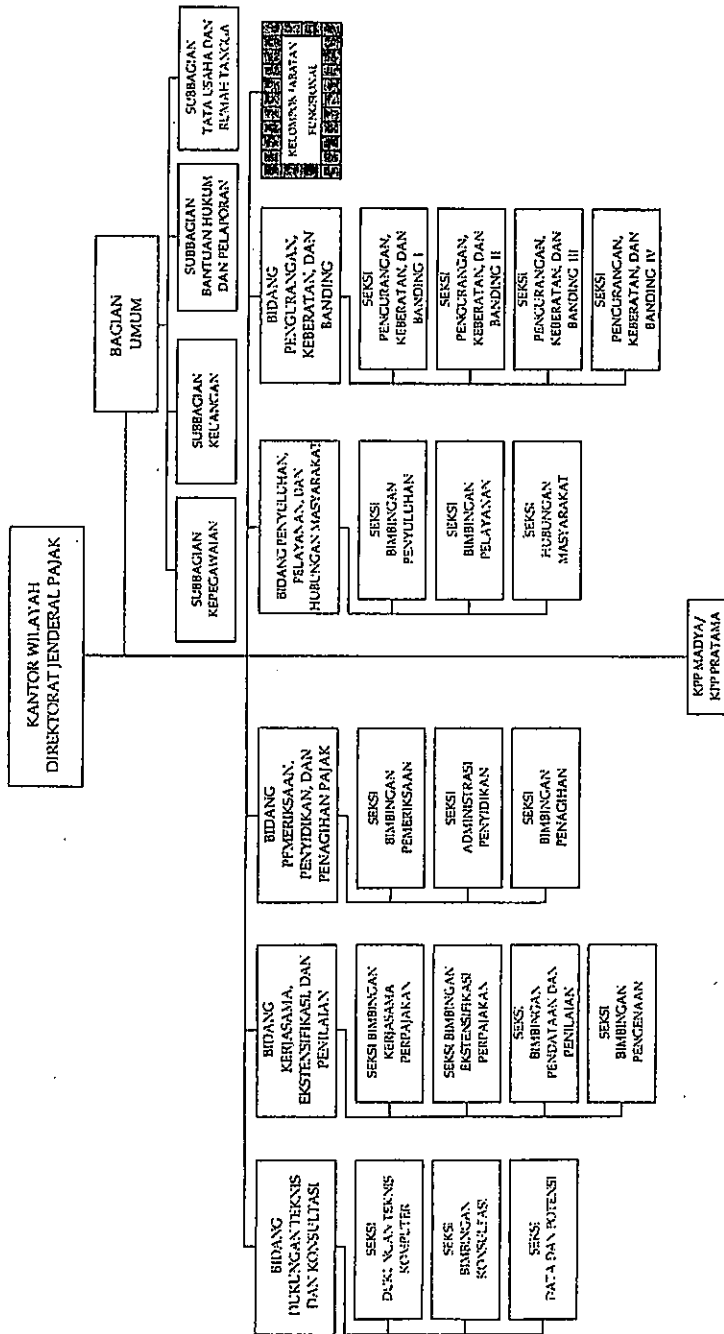 KANTOR WILAYAH
DIREKTORAT JENDERAL PAJAK
BAGIAN
UMUM
SUBBAGIAN
KEPEGAWAIAN
SUBBAGIAN
KEUANGAN
SUBBAGIAN
BANTUAN HUKUM
DAN PELAPORAN
SUBBAGIAN
TATA USAHA DAN
RUMAH TANGGA
BIDANG
DUKUNGAN TEKNIS
DAN KONSULTASI
SEKSI
DUKUNGAN TEKNIS
KOMPUTER
SEKSI
BIMBINGAN
KONSULTASI
SEKSI
DATA DAN POTENSI
BIDANG
KERJASAMA,
EKSTENSIFIKASI, DAN
PENILAIAN
SEKSI BIMBINGAN
KERJASAMA
PERPAJAKAN
SEKSI BIMBINGAN
EKSTENSIFIKASI
PERPAJAKAN
SEKSI
BIMBINGAN
PENDATAAN DAN
PENILAIAN
SEKSI
BIMBINGAN
PENGENAAN
BIDANG
PEMERIKSAAN,
PENYIDIKAN, DAN
PENAGIHAN PAJAK
SEKSI
BIMBINGAN
PEMERIKSAAN
SEKSI
ADMINISTRASI
PENYIDIKAN
SEKSI
BIMBINGAN
PENAGIHAN
BIDANG PENYULUHAN,
PELAYANAN, DAN
HUBUNGAN MASYARAKAT
SEKSI
BIMBINGAN
PENYULUHAN
SEKSI
BIMBINGAN
PELAYANAN
SEKSI
HUBUNGAN
MASYARAKAT
BIDANG
PENGURANGAN,
KEBERATAN, DAN
BANDING
SEKSI
PENGURANGAN,
KEBERATAN, DAN
BANDING I
SEKSI
PENGURANGAN,
KEBERATAN, DAN
BANDING II
SEKSI
PENGURANGAN,
KEBERATAN, DAN
BANDING III
SEKSI
PENGURANGAN,
KEBERATAN, DAN
BANDING IV
KELOMPOK JABATAN
FUNGSIONAL
KPP MADYA/
KPP PRATAMA